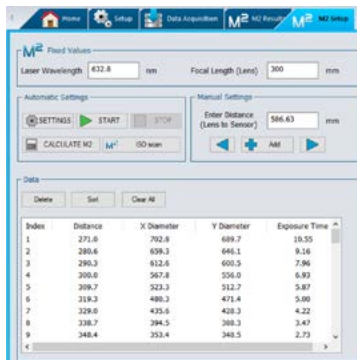 Home Setup Data Acquisition M² M2 Results M² M2 Setup
M² Fixed Values
Laser Wavelength 632.8 nm Focal Length (Lens) 300 mm
Automatic Settings Manual Settings
SETTINGS START STOP Enter Distance (Lens to Sensor) 586.63 mm
CALCULATE M2 M² ISO scan Add
Data
Delete Sort Clear All
Index Distance X Diameter Y Diameter Exposure Time
1 271.0 702.8 689.7 10.55
2 280.6 659.3 646.1 9.16
3 290.3 612.6 600.5 7.96
4 300.0 567.8 556.0 6.93
5 309.7 523.3 512.7 5.87
6 319.3 480.3 471.4 5.00
7 329.0 435.6 428.3 4.22
8 338.7 394.5 388.3 3.47
9 348.4 353.4 348.5 2.73